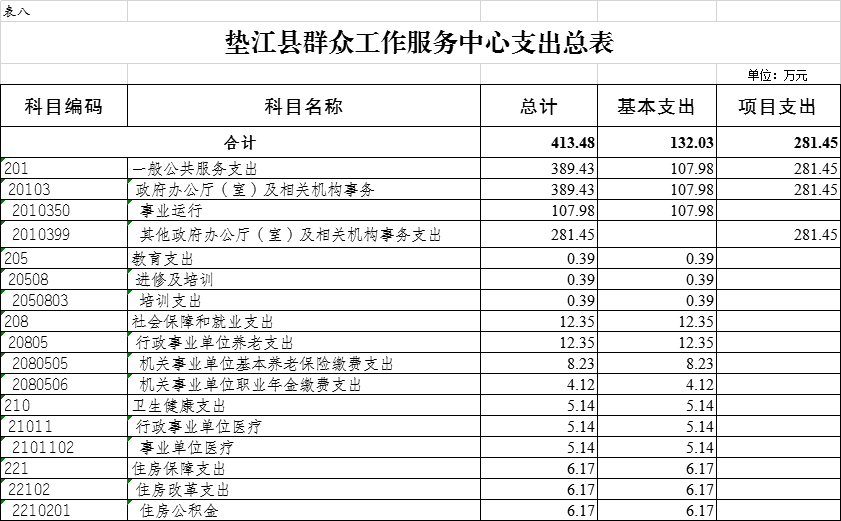 表八
垫江县群众工作服务中心支出总表
单位：万元
科目编码 科目名称 总计 基本支出 项目支出
合计 413.48 132.03 281.45
201 一般公共服务支出 389.43 107.98 281.45
20103 政府办公厅（室）及相关机构事务 389.43 107.98 281.45
2010350 事业运行 107.98 107.98
2010399 其他政府办公厅（室）及相关机构事务支出 281.45 281.45
205 教育支出 0.39 0.39
20508 进修及培训 0.39 0.39
2050803 培训支出 0.39 0.39
208 社会保障和就业支出 12.35 12.35
20805 行政事业单位养老支出 12.35 12.35
2080505 机关事业单位基本养老保险缴费支出 8.23 8.23
2080506 机关事业单位职业年金缴费支出 4.12 4.12
210 卫生健康支出 5.14 5.14
21011 行政事业单位医疗 5.14 5.14
2101102 事业单位医疗 5.14 5.14
221 住房保障支出 6.17 6.17
22102 住房改革支出 6.17 6.17
2210201 住房公积金 6.17 6.17